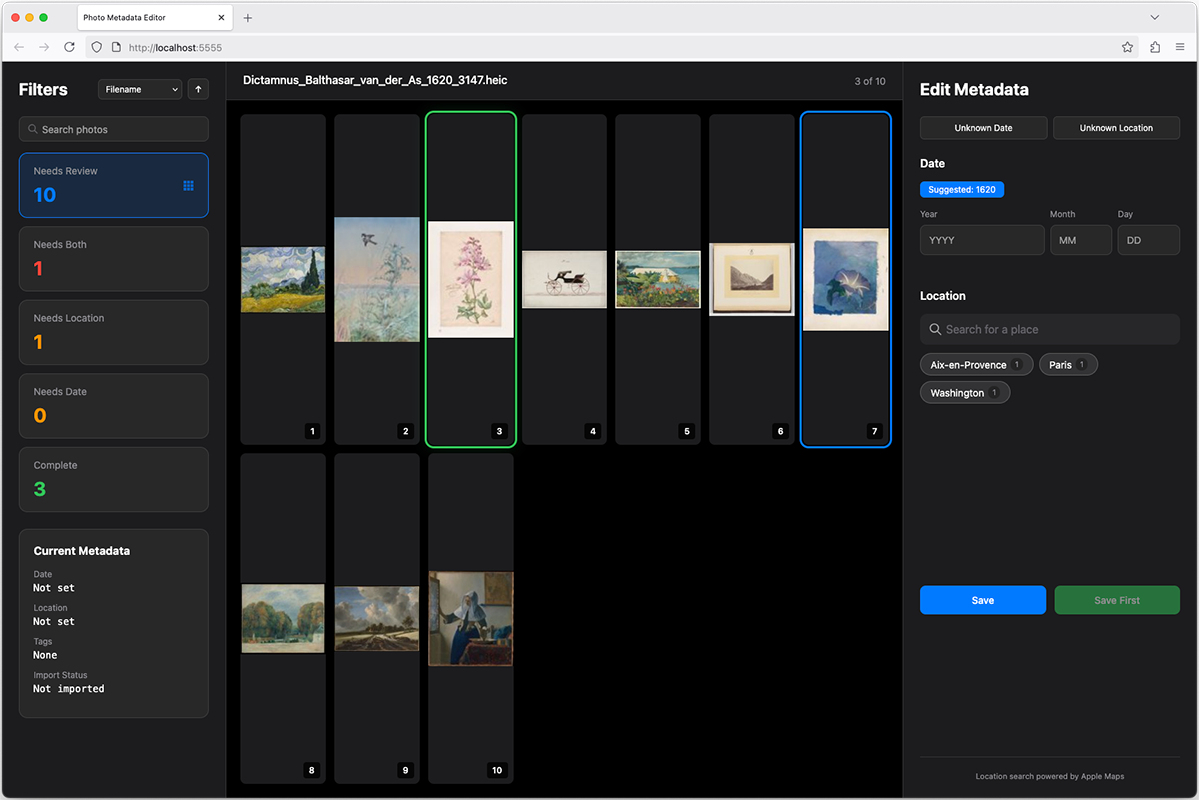 Photo Metadata Editor
http://localhost:5555
Filters
Filename
Search photos
Needs Review
10
Needs Both
1
Needs Location
1
Needs Date
0
Complete
3
Current Metadata
Date
Not set
Location
Not set
Tags
None
Import Status
Not imported
Dictamnus_Balthasar_van_der_As_1620_3147.heic
3 of 10
1
2
3
4
5
6
7
8
9
10
Edit Metadata
Unknown Date
Unknown Location
Date
Suggested: 1620
Year
Month
Day
YYYY
MM
DD
Location
Search for a place
Aix-en-Provence 1
Paris 1
Washington 1
Save
Save First
Location search powered by Apple Maps